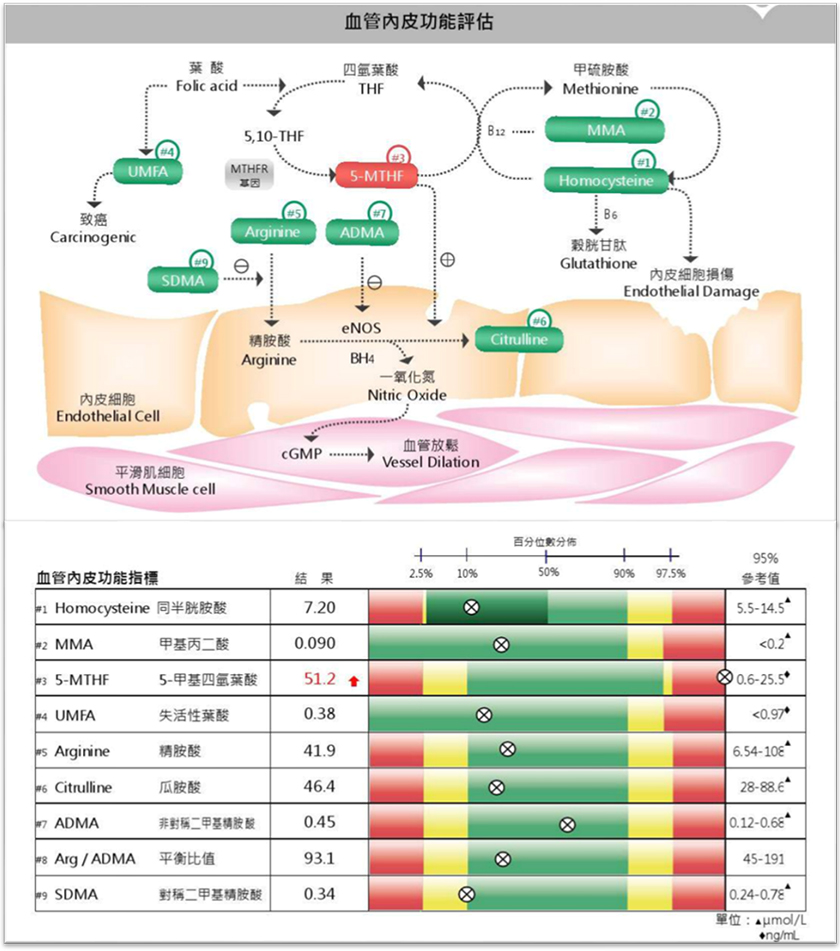 血管內皮功能評估
葉 酸
Folic acid
四氫葉酸
THF
甲硫胺酸
Methionine
5,10-THF
B12
#2
MMA
#4
UMFA
MTHFR
基因
#3
5-MTHF
#1
Homocysteine
致癌
Carcinogenic
#5
Arginine
#7
ADMA
B6
穀胱甘肽
Glutathione
#9
SDMA
內皮細胞損傷
Endothelial Damage
精胺酸
Arginine
eNOS
BH4
#6
Citrulline
一氧化氮
Nitric Oxide
內皮細胞
Endothelial Cell
cGMP
血管放鬆
Vessel Dilation
平滑肌細胞
Smooth Muscle cell
百分位數分佈
血管內皮功能指標 結 果 2.5% 10% 50% 90% 97.5% 95%
參考值
#1 Homocysteine 同半胱胺酸 7.20 5.5-14.5▲
#2 MMA 甲基丙二酸 0.090 <0.2▲
#3 5-MTHF 5-甲基四氫葉酸 51.2 0.6-25.5♦
#4 UMFA 失活性葉酸 0.38 <0.97♦
#5 Arginine 精胺酸 41.9 6.54-108▲
#6 Citrulline 瓜胺酸 46.4 28-88.6▲
#7 ADMA 非對稱二甲基精胺酸 0.45 0.12-0.68▲
#8 Arg / ADMA 平衡比值 93.1 45-191
#9 SDMA 對稱二甲基精胺酸 0.34 0.24-0.78▲
單位：▲μmol/L
♦ng/mL